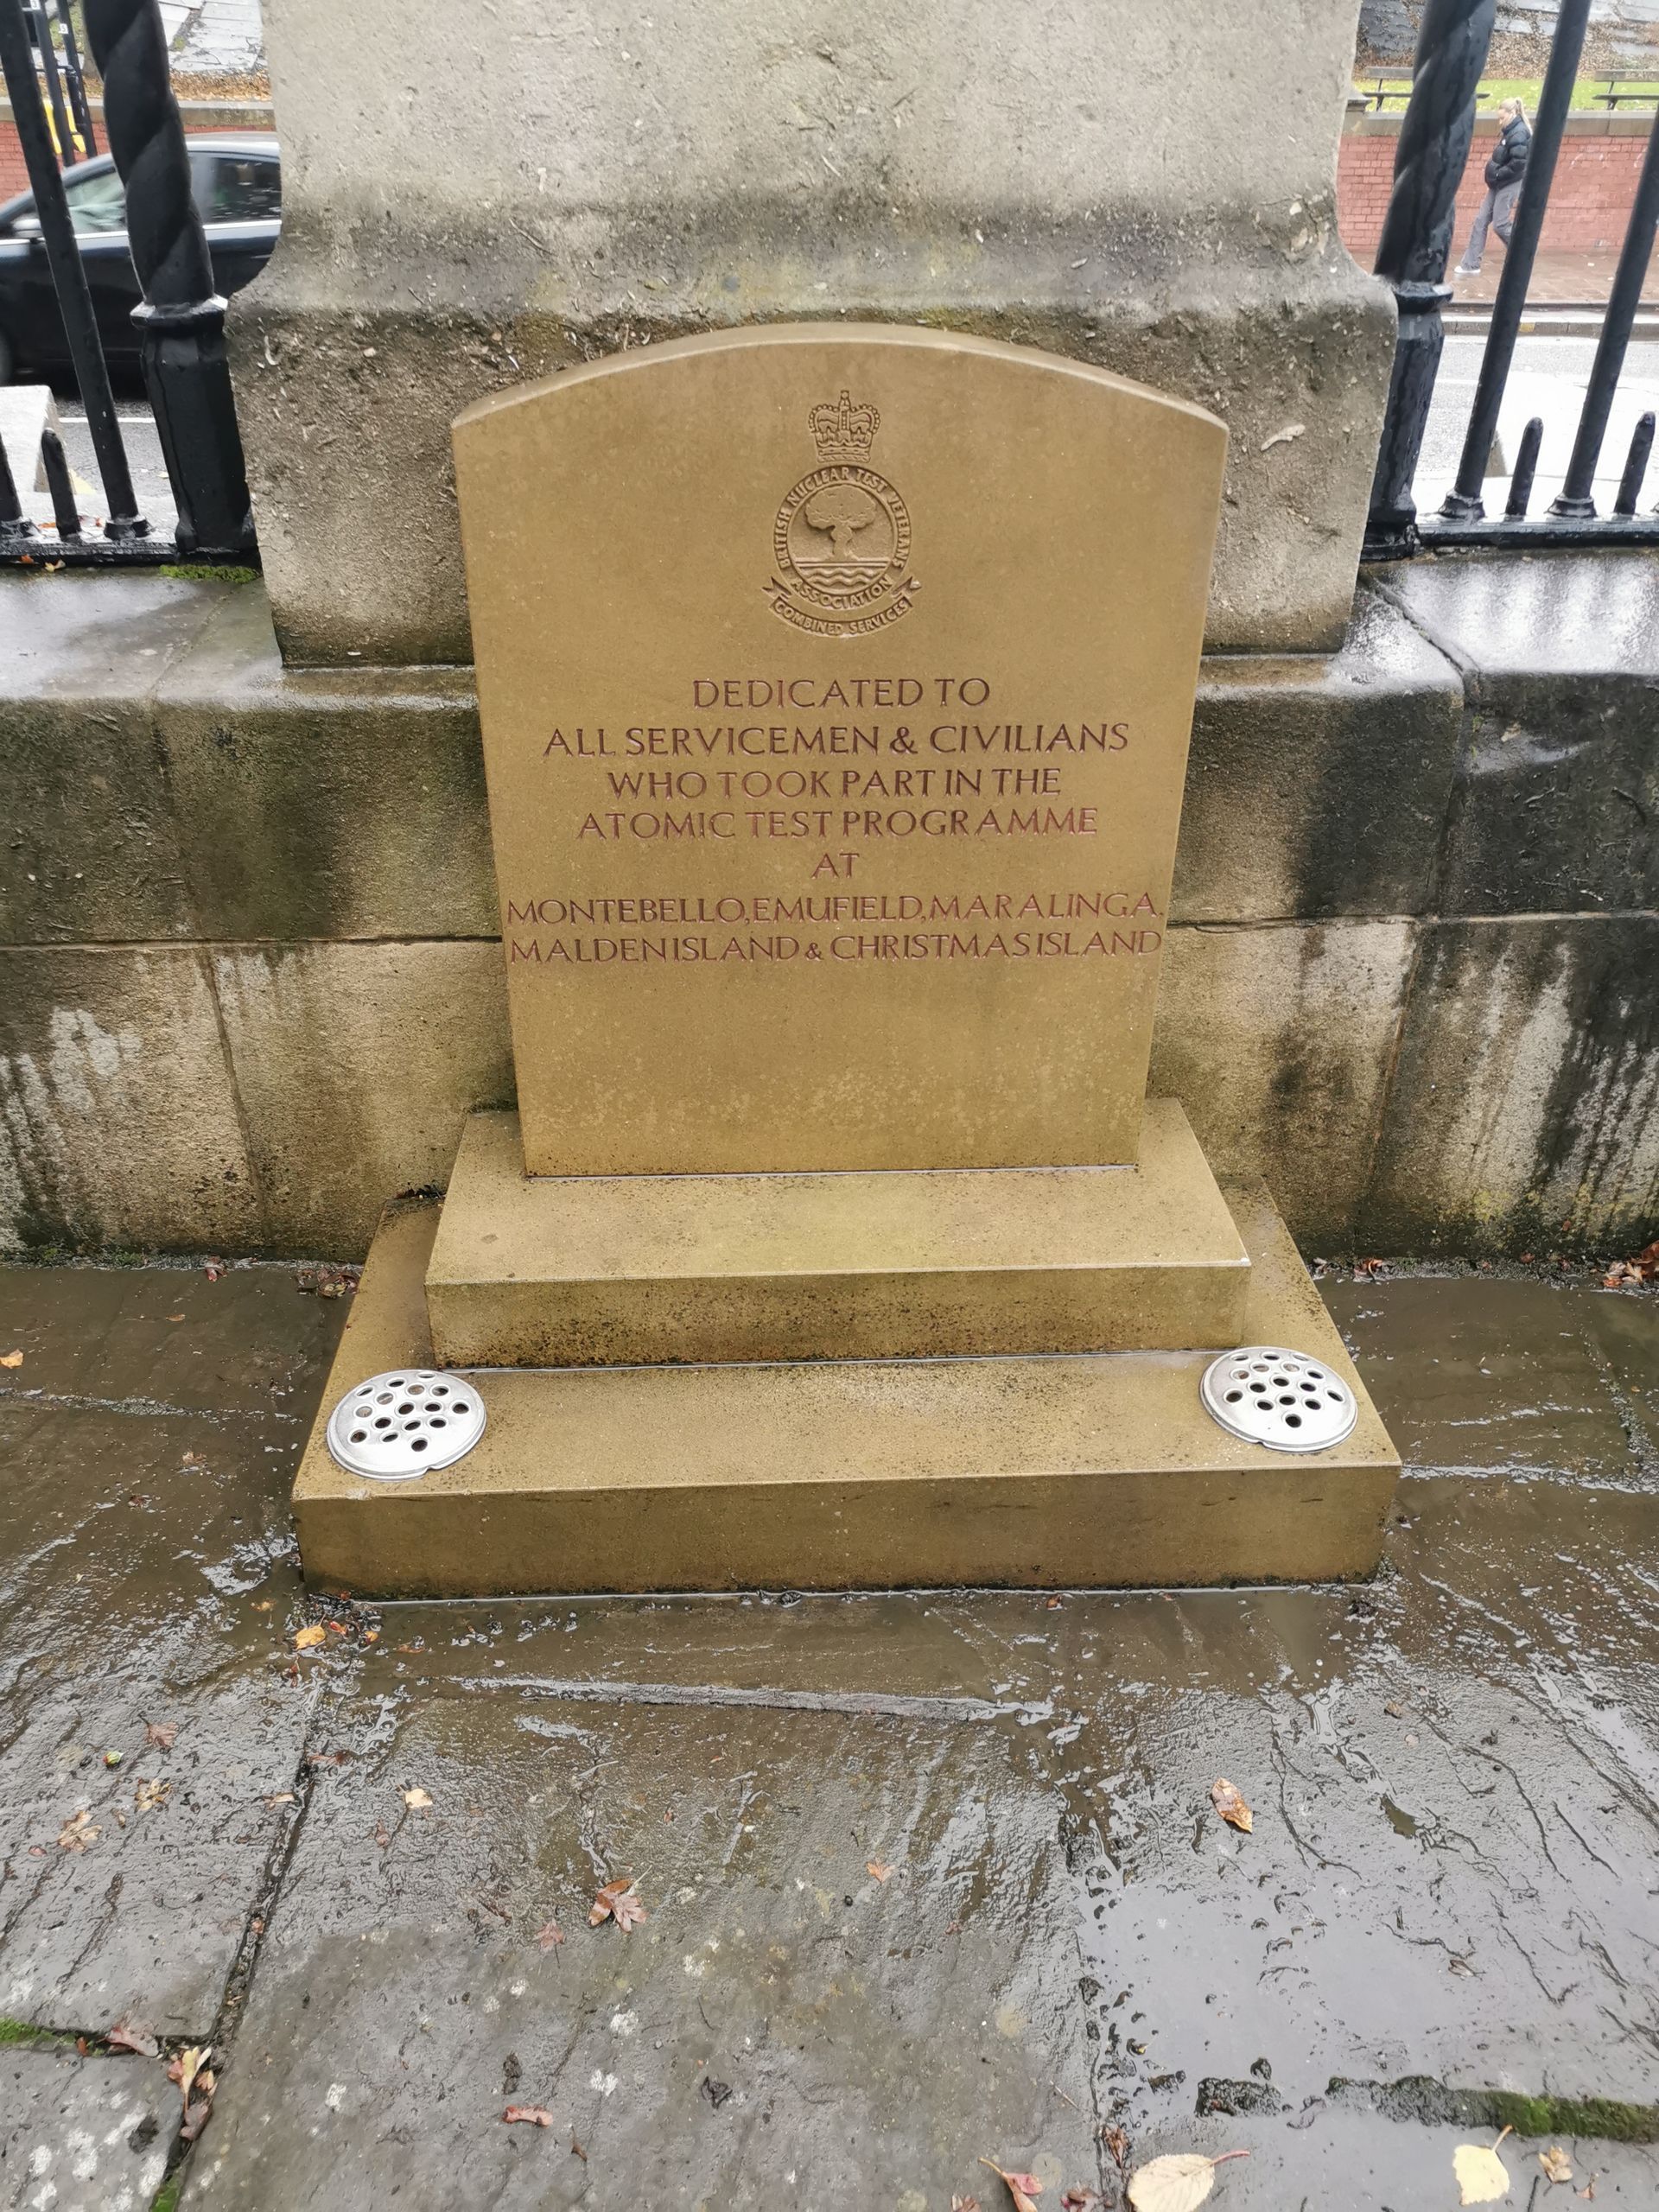 BRITISH NUCLEAR TEST VETERANS
ASSOCIATION
COMBINED SERVICES
DEDICATED TO
ALL SERVICEMEN & CIVILIANS
WHO TOOK PART IN THE
ATOMIC TEST PROGRAMME
AT
MONTEBELLO, EMUFIELD, MARALINGA,
MALDEN ISLAND & CHRISTMAS ISLAND